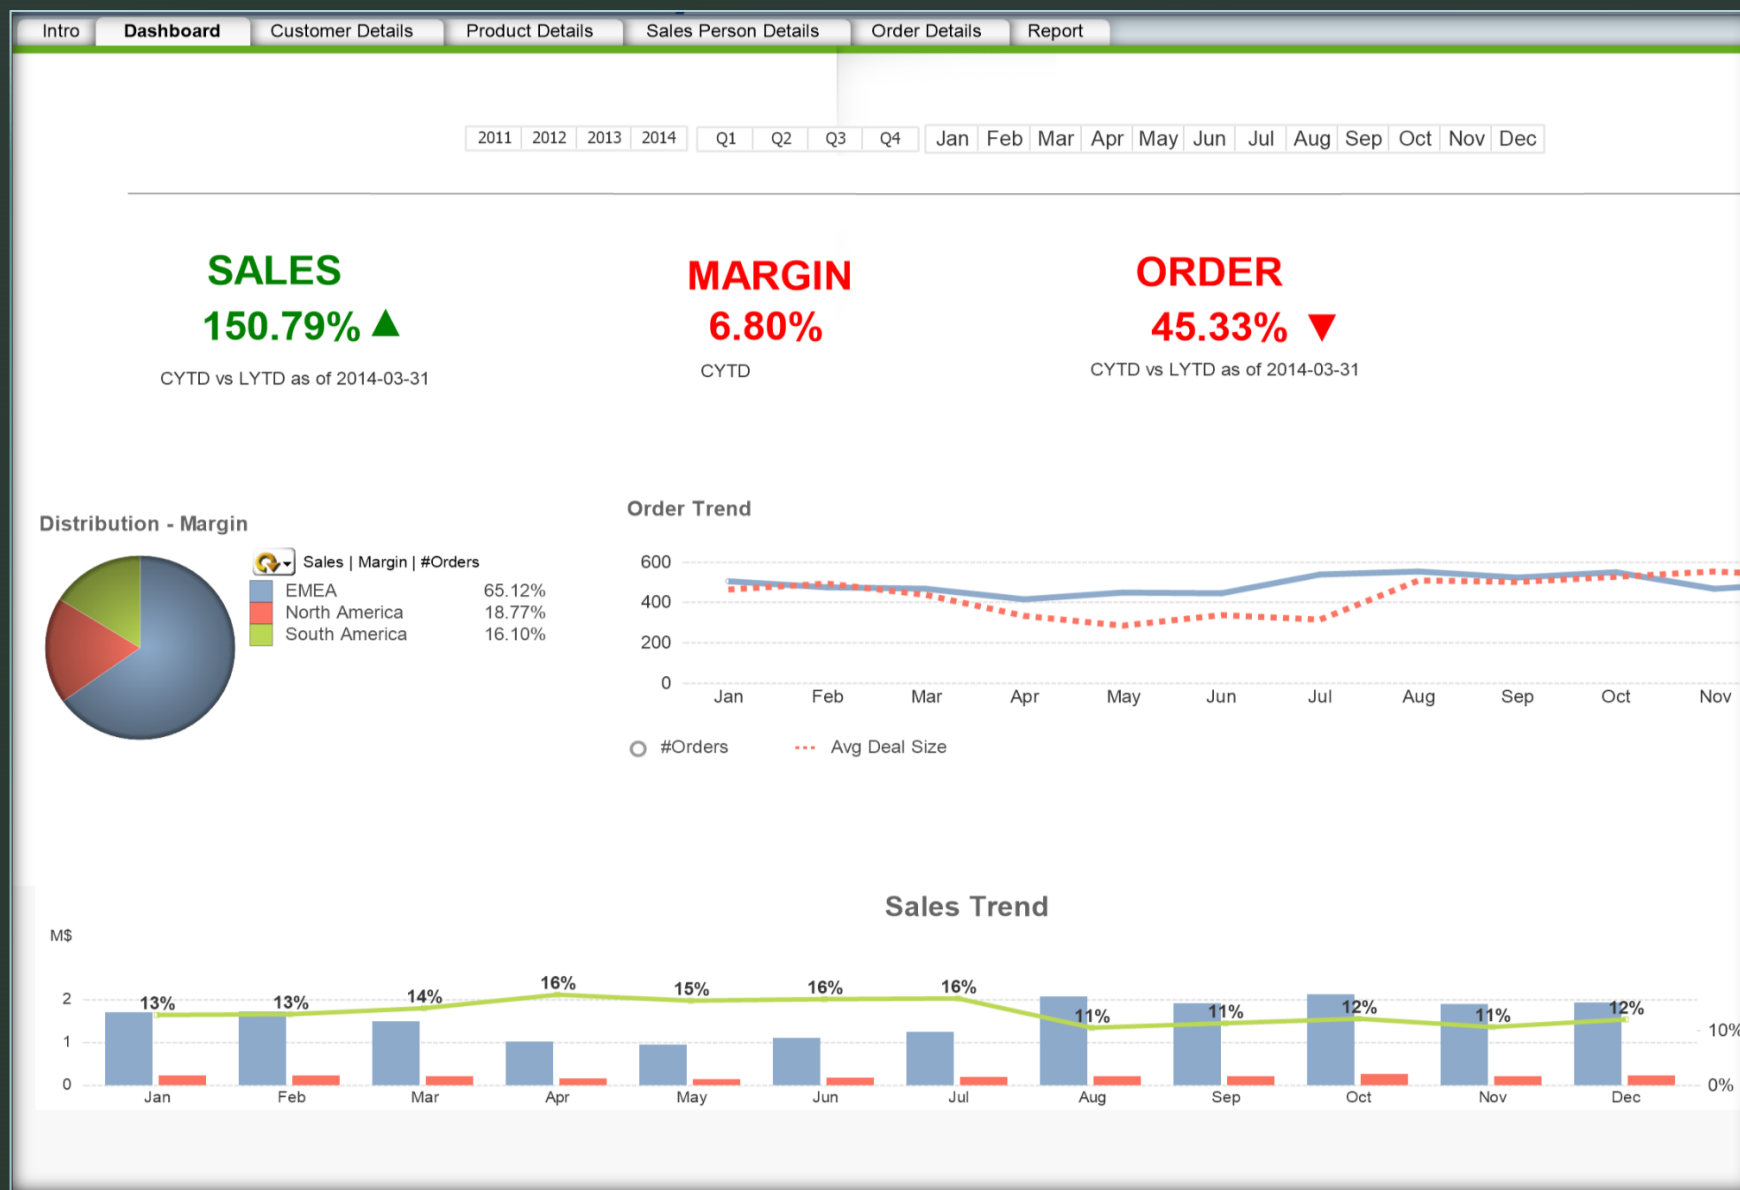 Intro Dashboard Customer Details Product Details Sales Person Details Order Details Report
2011 2012 2013 2014 Q1 Q2 Q3 Q4 Jan Feb Mar Apr May Jun Jul Aug Sep Oct Nov Dec
SALES
150.79% ▲
CYTD vs LYTD as of 2014-03-31
MARGIN
6.80%
CYTD
ORDER
45.33% ▼
CYTD vs LYTD as of 2014-03-31
Distribution - Margin
Sales | Margin | #Orders
EMEA 65.12%
North America 18.77%
South America 16.10%
Order Trend
600
400
200
0
Jan Feb Mar Apr May Jun Jul Aug Sep Oct Nov
#Orders Avg Deal Size
Sales Trend
M$
2
1
0
13% 13% 14% 16% 15% 16% 16% 11% 11% 12% 11% 12%
10%
0%
Jan Feb Mar Apr May Jun Jul Aug Sep Oct Nov Dec